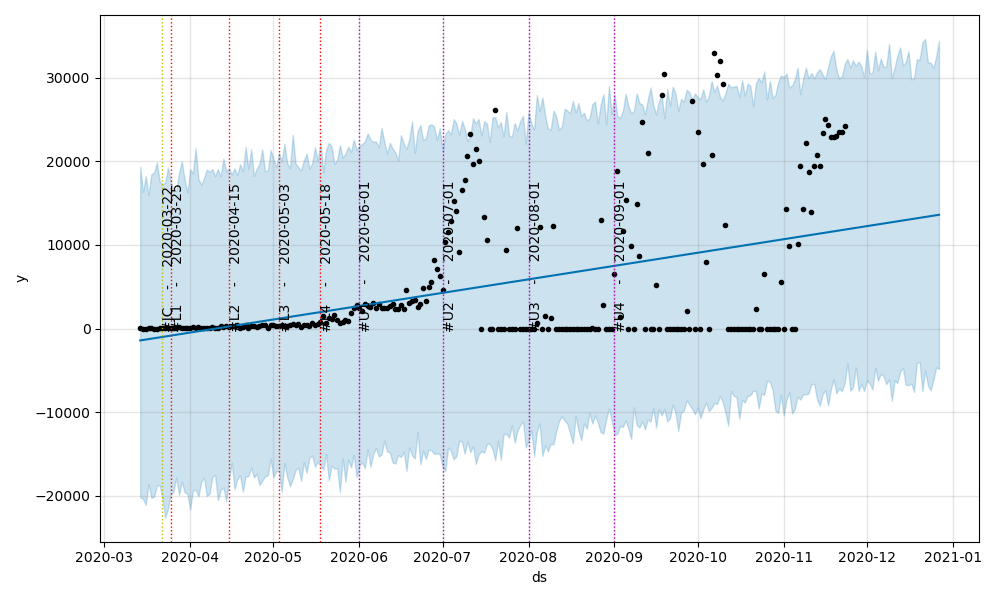 30000
20000
10000
0
−10000
−20000
y
#C - 2020-03-22
#L1 - 2020-03-25
#L2 - 2020-04-15
#L3 - 2020-05-03
#L4 - 2020-05-18
#U1 - 2020-06-01
#U2 - 2020-07-01
#U3 - 2020-08-01
#U4 - 2020-09-01
2020-03
2020-04
2020-05
2020-06
2020-07
2020-08
2020-09
2020-10
2020-11
2020-12
2021-01
ds